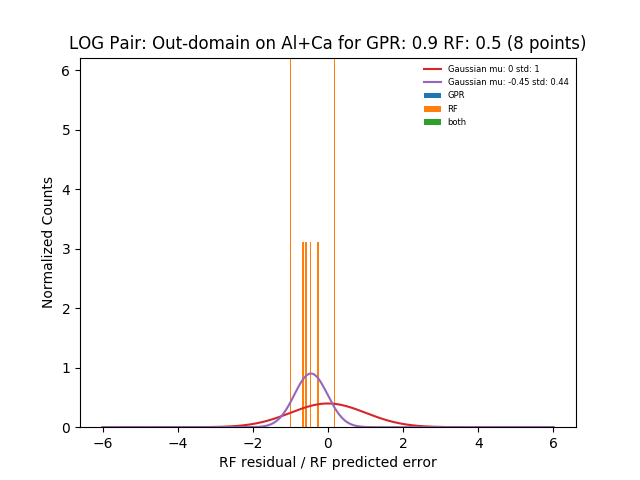 LOG Pair: Out-domain on Al+Ca for GPR: 0.9 RF: 0.5 (8 points)
Gaussian mu: 0 std: 1
Gaussian mu: -0.45 std: 0.44
GPR
RF
both
Normalized Counts
6
5
4
3
2
1
0
−6 −4 −2 0 2 4 6
RF residual / RF predicted error